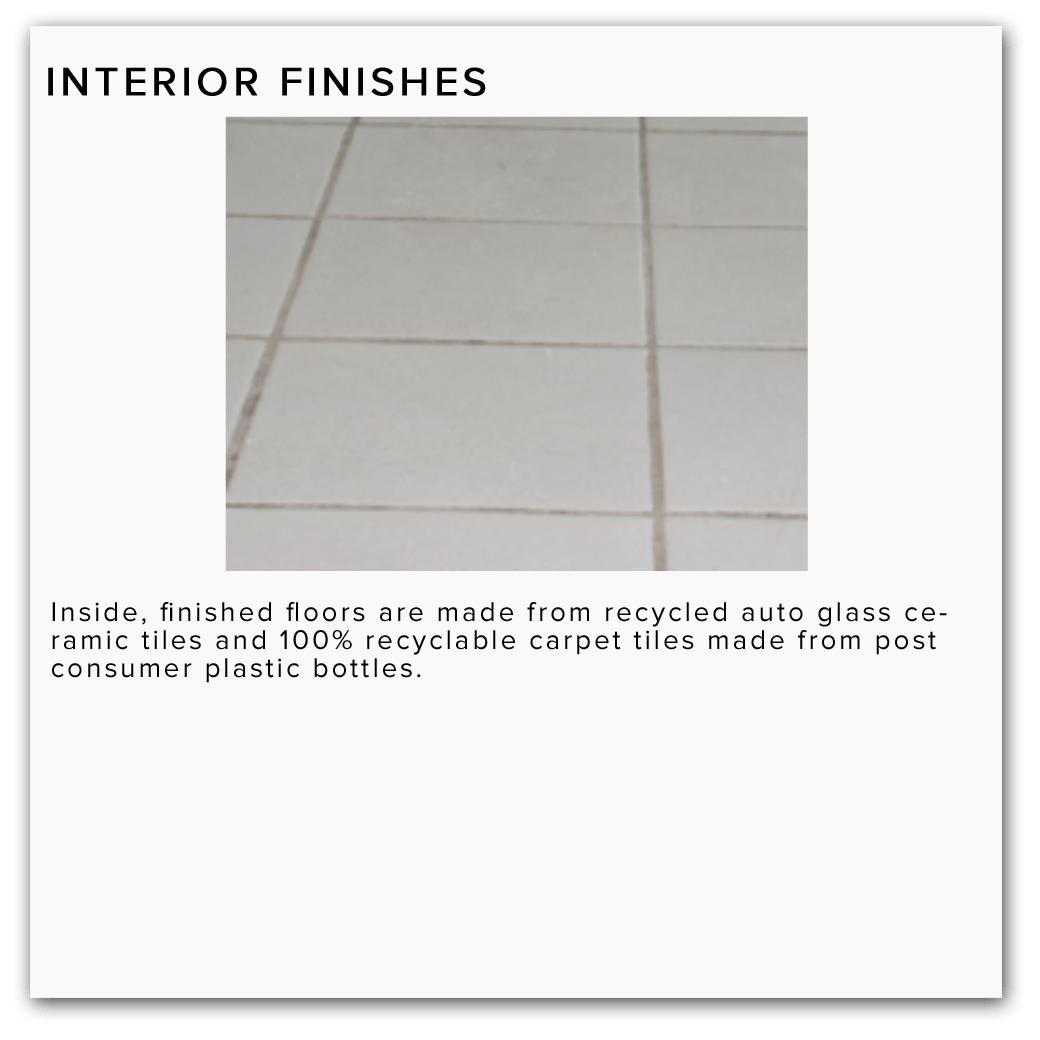 INTERIOR FINISHES
Inside, finished floors are made from recycled auto glass ce-
ramic tiles and 100% recyclable carpet tiles made from post
consumer plastic bottles.